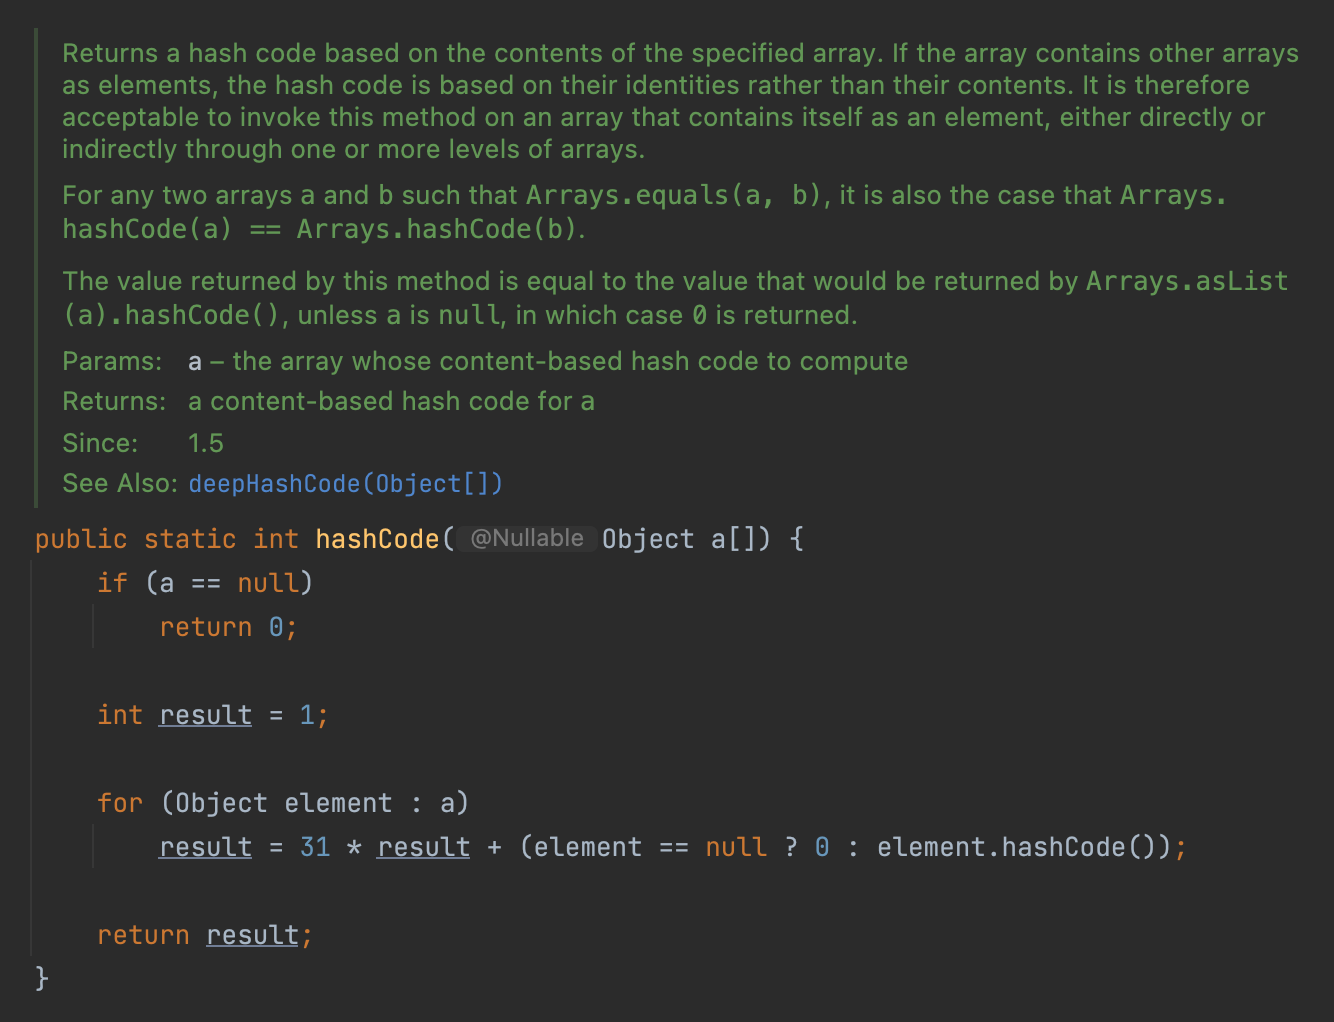 Returns a hash code based on the contents of the specified array. If the array contains other arrays
as elements, the hash code is based on their identities rather than their contents. It is therefore
acceptable to invoke this method on an array that contains itself as an element, either directly or
indirectly through one or more levels of arrays.
For any two arrays a and b such that Arrays.equals(a, b), it is also the case that Arrays.
hashCode(a) == Arrays.hashCode(b).
The value returned by this method is equal to the value that would be returned by Arrays.asList
(a).hashCode(), unless a is null, in which case 0 is returned.
Params: a – the array whose content-based hash code to compute
Returns: a content-based hash code for a
Since: 1.5
See Also: deepHashCode(Object[])
public static int hashCode( @Nullable Object a[]) {
    if (a == null)
        return 0;
    int result = 1;
    for (Object element : a)
        result = 31 * result + (element == null ? 0 : element.hashCode());
    return result;
}